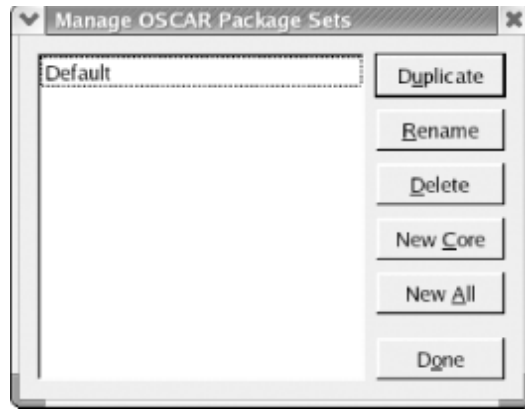 Manage OSCAR Package Sets
Default
Duplicate
Rename
Delete
New Core
New All
Done